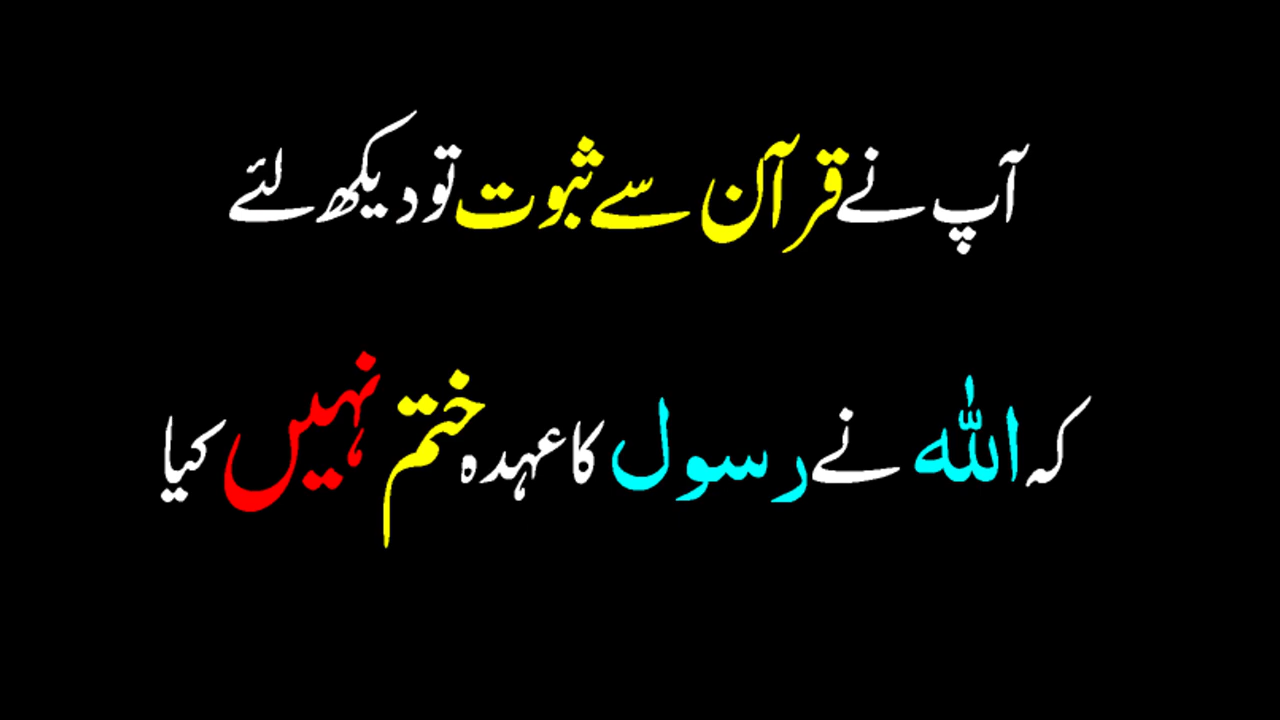 آپ نے قرآن سے ثبوت تو دیکھ لئے
کہ اللہ نے رسول کا عہدہ ختم نہیں کیا